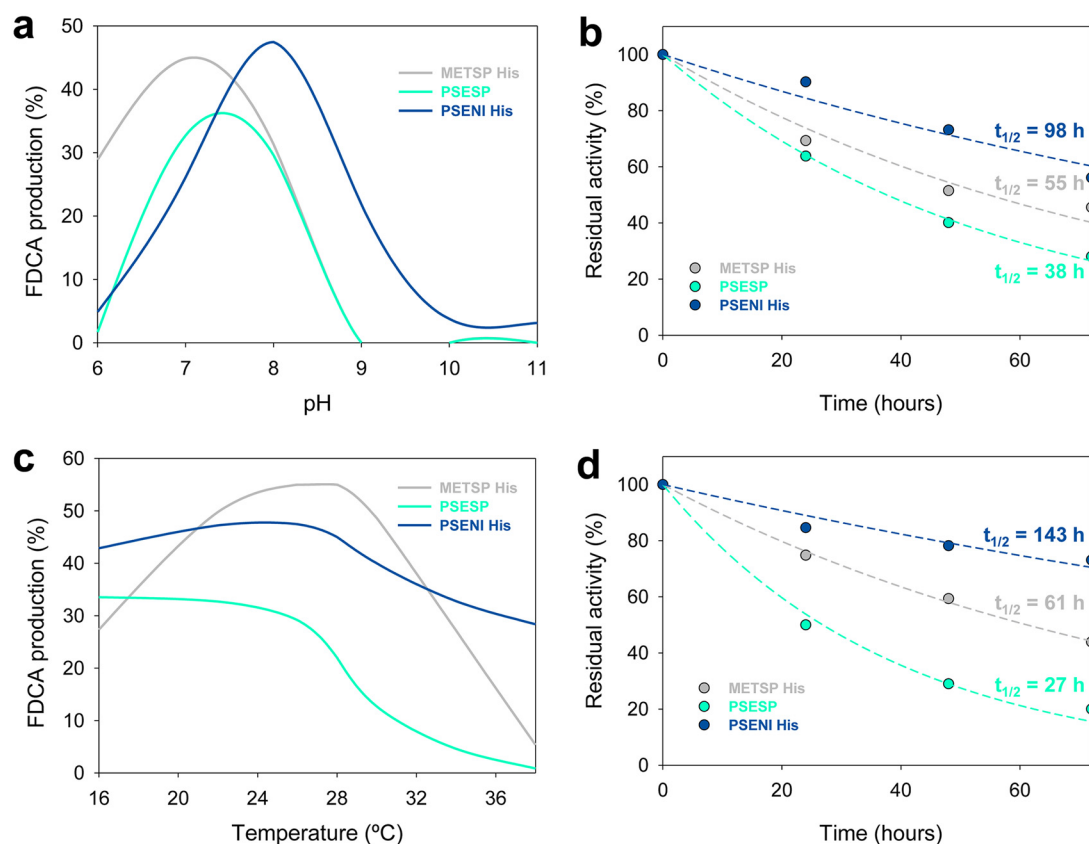 a
50
40
30
20
10
0
FDCA production (%)
METSP His
PSESP
PSENI His
6 7 8 9 10 11
pH
b
100
80
60
40
20
0
Residual activity (%)
t1/2 = 98 h
t1/2 = 55 h
t1/2 = 38 h
METSP His
PSESP
PSENI His
0 20 40 60
Time (hours)
c
60
50
40
30
20
10
0
FDCA production (%)
METSP His
PSESP
PSENI His
16 20 24 28 32 36
Temperature (ºC)
d
100
80
60
40
20
0
Residual activity (%)
t1/2 = 143 h
t1/2 = 61 h
t1/2 = 27 h
METSP His
PSESP
PSENI His
0 20 40 60
Time (hours)